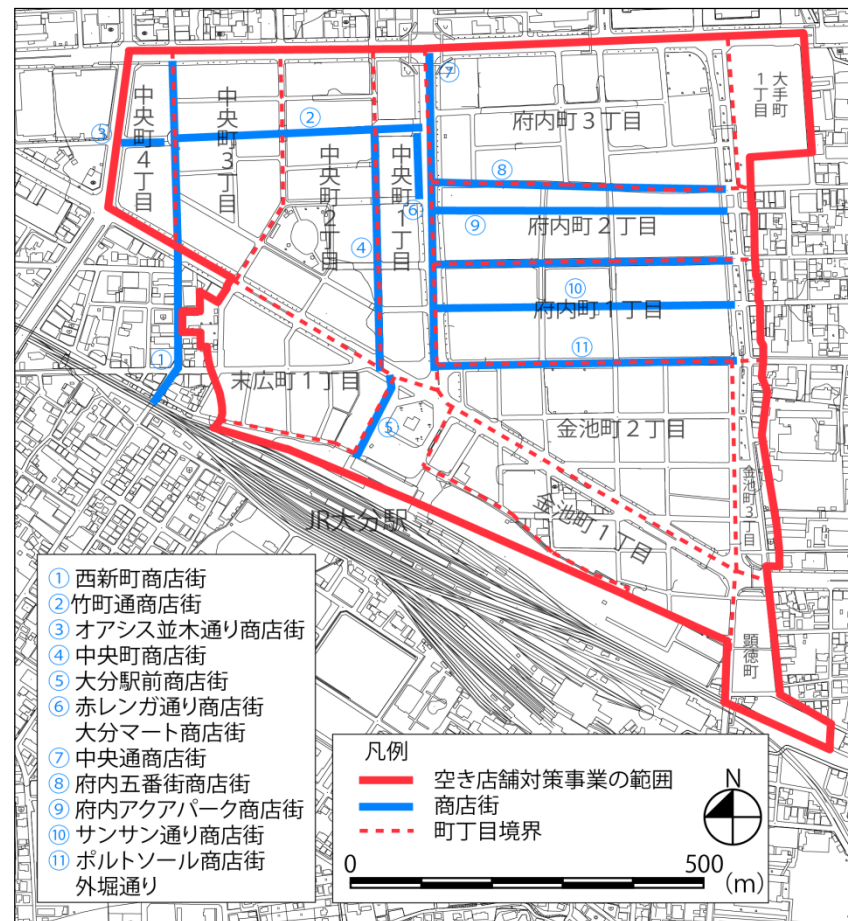 ⑦
大手町1丁目
②
府内町3丁目
③
中央町4丁目
中央町3丁目
中央町2丁目
中央町1丁目
⑧
⑥
⑨
府内町2丁目
④
⑩
府内町1丁目
⑪
①
末広町1丁目
⑤
金池町2丁目
金池町3丁目
金池町1丁目
JR大分駅
顕徳町
① 西新町商店街
② 竹町通商店街
③ オアシス並木通り商店街
④ 中央町商店街
⑤ 大分駅前商店街
⑥ 赤レンガ通り商店街
大分マート商店街
⑦ 中央通商店街
⑧ 府内五番街商店街
⑨ 府内アクアパーク商店街
⑩ サンサン通り商店街
⑪ ポルトソール商店街
外堀通り
凡例
空き店舗対策事業の範囲
商店街
町丁目境界
N
0 500
(m)